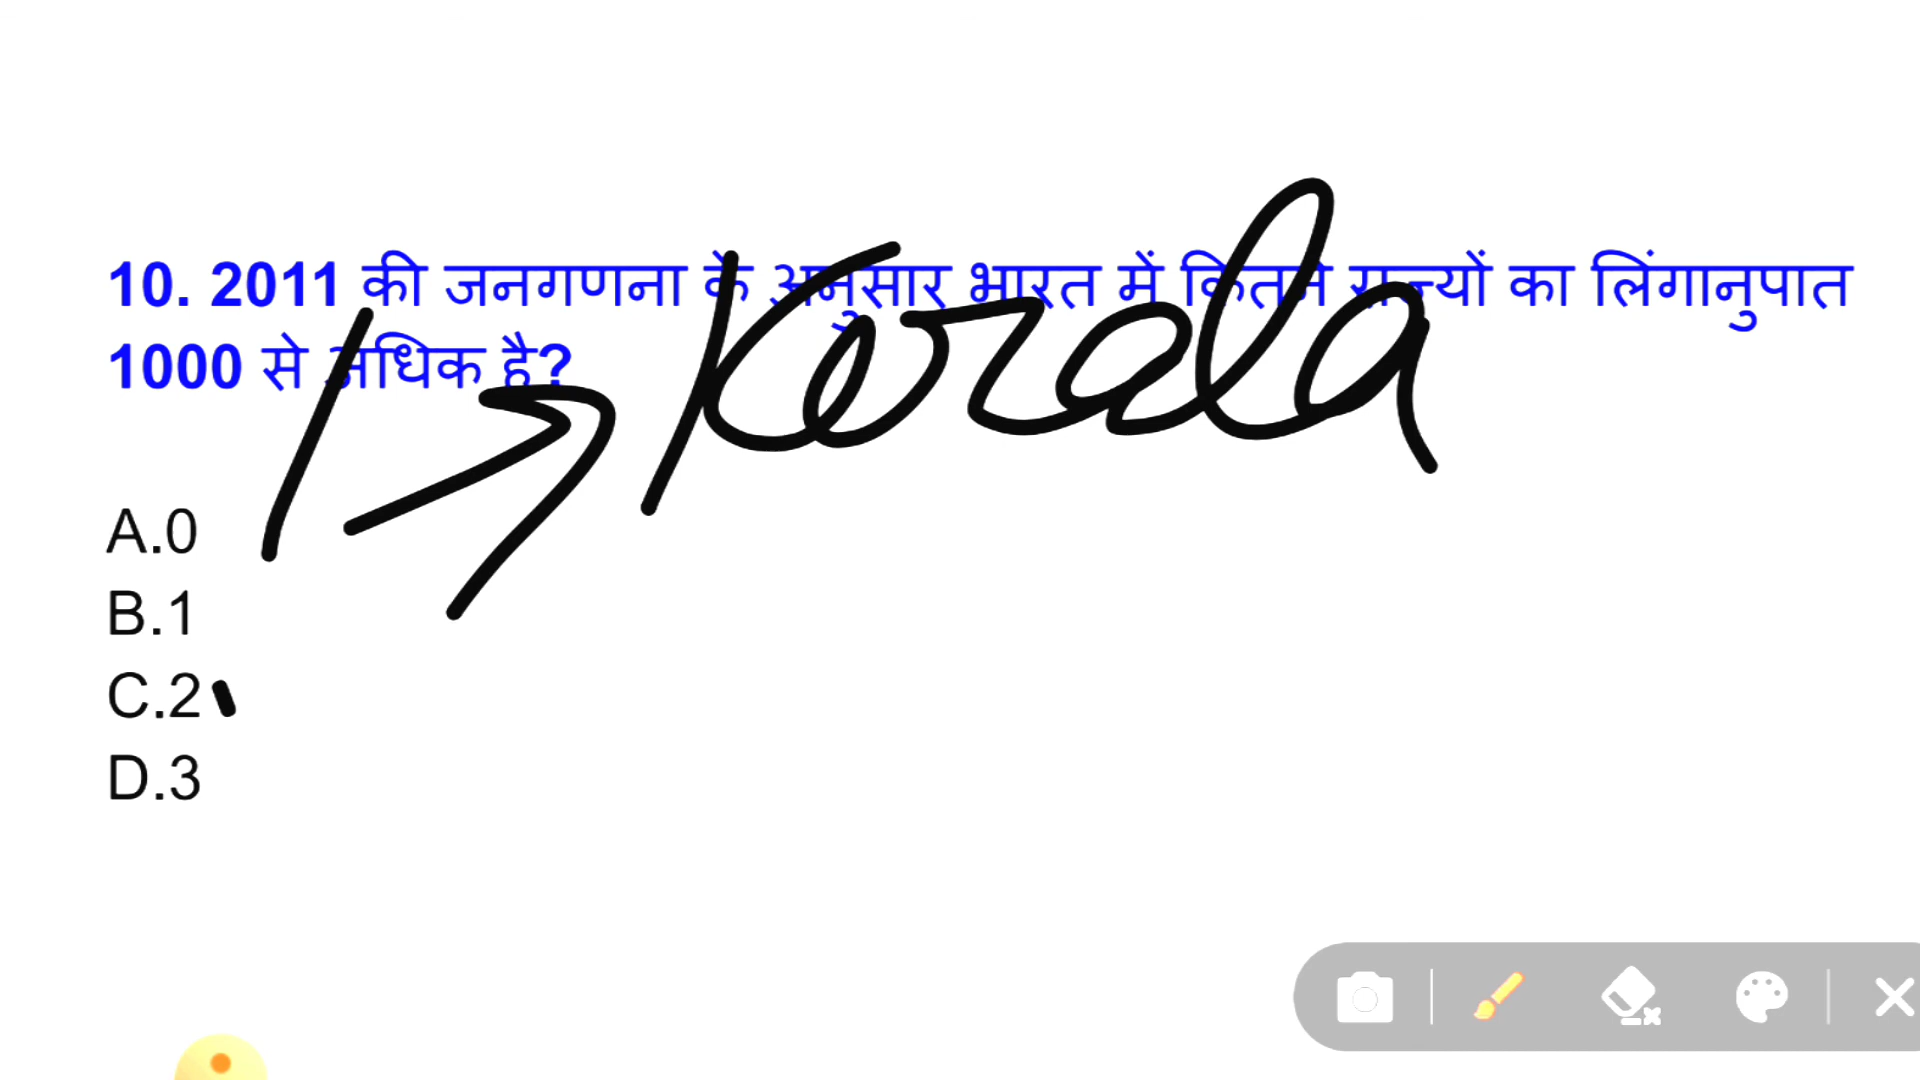 10. 2011 की जनगणना के अनुसार भारत में कितने राज्यों का लिंगानुपात
1000 से अधिक है?
1 → Kerala
A.0
B.1
C.2
D.3